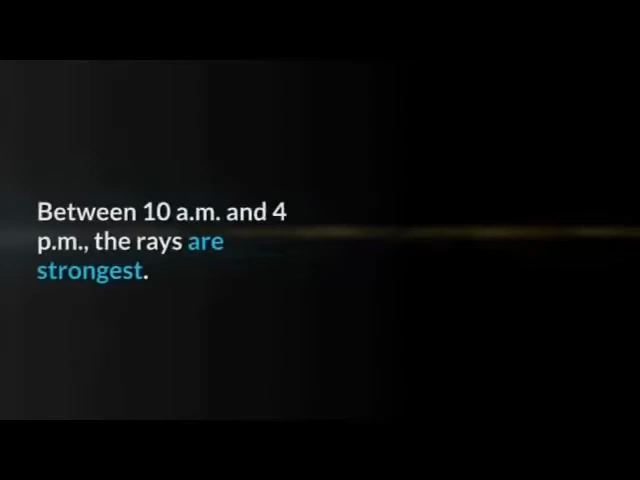 Between 10 a.m. and 4
p.m., the rays are
strongest.